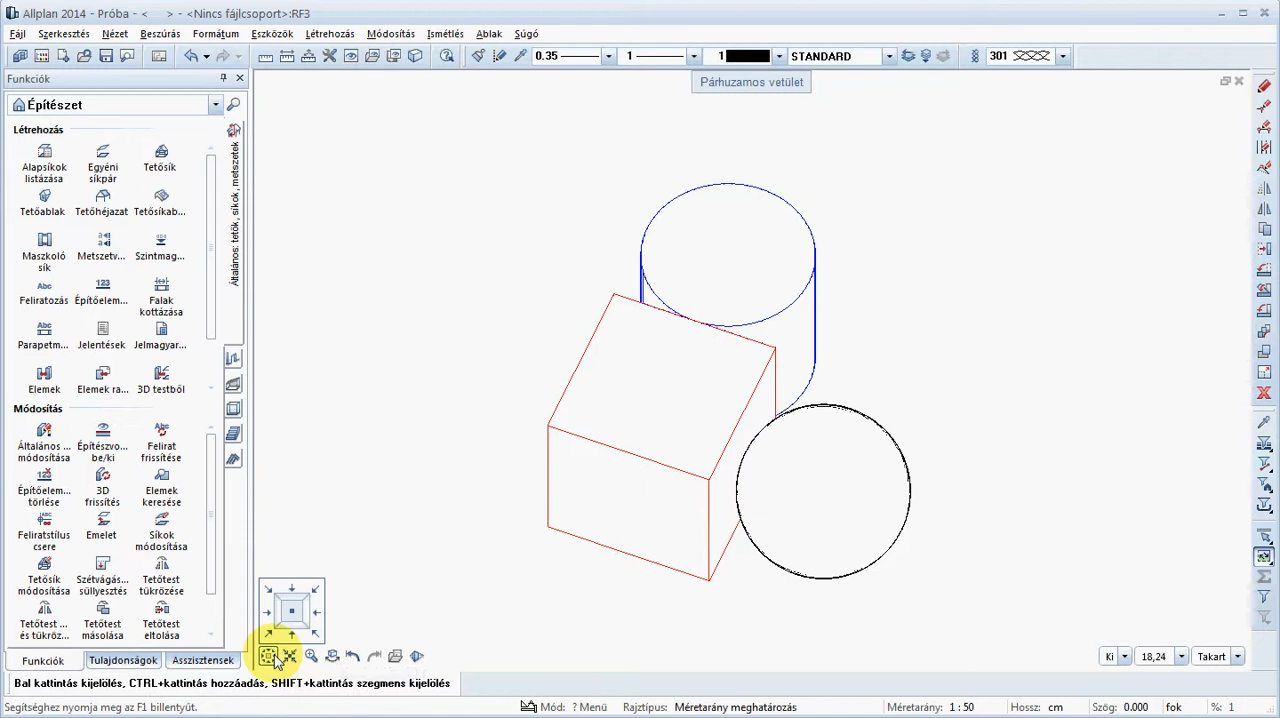 Allplan 2014 - Próba - <      > - <Nincs fájlcsoport>:RF3
Fájl Szerkesztés Nézet Beszúrás Formátum Eszközök Létrehozás Módosítás Ismétlés Ablak Súgó
0.35 1 1 STANDARD 301
Funkciók
Párhuzamos vetület
Építészet
Létrehozás
Alapsíkok listázása
Egyéni síkpár
Tetősík
Tetőablak
Tetőhéjazat
Tetősíkab...
Maszkoló sík
Metszetv...
Szintmag...
Feliratozás
Építőelem...
Falak kottázása
Parapetm...
Jelentések
Jelmagyar...
Elemek
Elemek ra...
3D testből
Általános: tetők, síkok, metszetek
Módosítás
Általános módosítása
Építészvo... be/ki
Felirat frissítése
Építőelem... törlése
3D frissítés
Elemek keresése
Feliratstílus csere
Emelet
Síkok módosítása
Tetősík módosítása
Szétvágás... süllyesztés
Tetőtest tükrözése
Tetőtest ... és tükröz...
Tetőtest másolása
Tetőtest eltolása
Funkciók Tulajdonságok Asszisztensek
Ki 18,24 Takart
Bal kattintás kijelölés, CTRL+kattintás hozzáadás, SHIFT+kattintás szegmens kijelölés
Segítséghez nyomja meg az F1 billentyűt.
Mód: ? Menü Rajztípus: Méretarány meghatározás Méretarány: 1 : 50 Hossz: cm Szög: 0.000 fok % 1